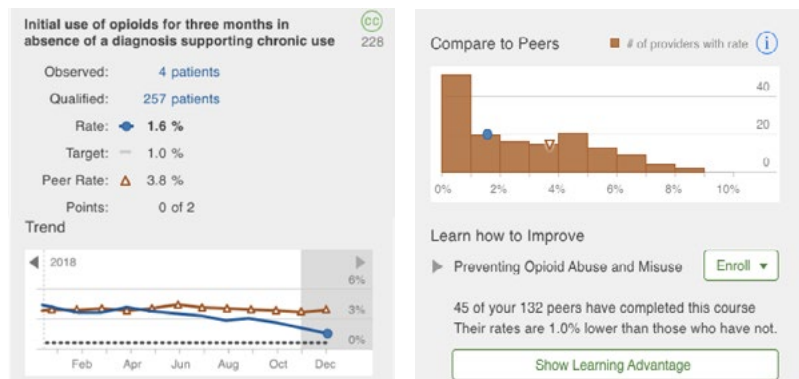 Initial use of opioids for three months in
absence of a diagnosis supporting chronic use
cc
228
Observed: 4 patients
Qualified: 257 patients
Rate: 1.6 %
Target: 1.0 %
Peer Rate: 3.8 %
Points: 0 of 2
Trend
2018
6%
3%
0%
Feb Apr Jun Aug Oct Dec
Compare to Peers
# of providers with rate
i
40
20
0
0% 2% 4% 6% 8% 10%
Learn how to Improve
Preventing Opioid Abuse and Misuse
Enroll
45 of your 132 peers have completed this course
Their rates are 1.0% lower than those who have not.
Show Learning Advantage